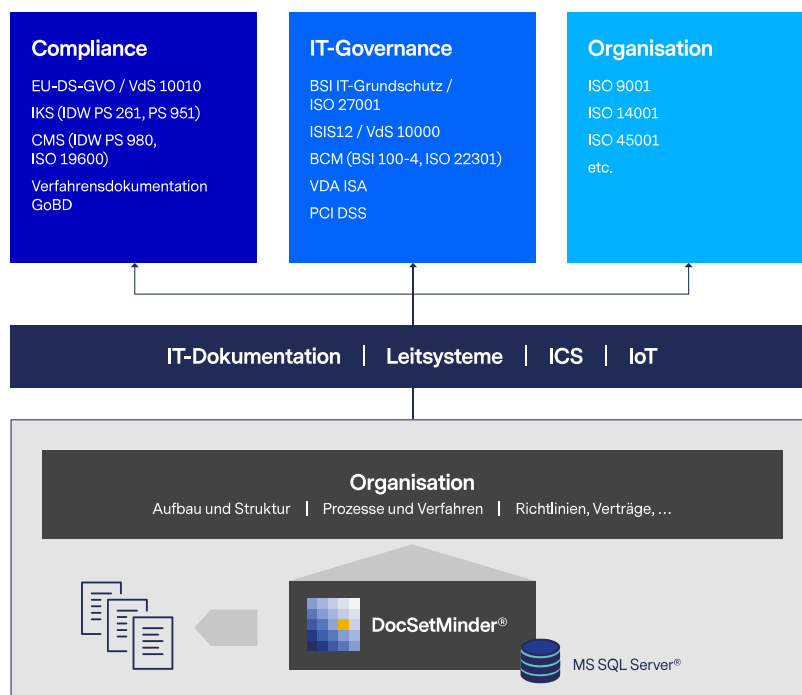 Compliance
EU-DS-GVO / VdS 10010
IKS (IDW PS 261, PS 951)
CMS (IDW PS 980,
ISO 19600)
Verfahrensdokumentation
GoBD
IT-Governance
BSI IT-Grundschutz /
ISO 27001
ISIS12 / VdS 10000
BCM (BSI 100-4, ISO 22301)
VDA ISA
PCI DSS
Organisation
ISO 9001
ISO 14001
ISO 45001
etc.
IT-Dokumentation | Leitsysteme | ICS | IoT
Organisation
Aufbau und Struktur | Prozesse und Verfahren | Richtlinien, Verträge, ...
DocSetMinder®
MS SQL Server®